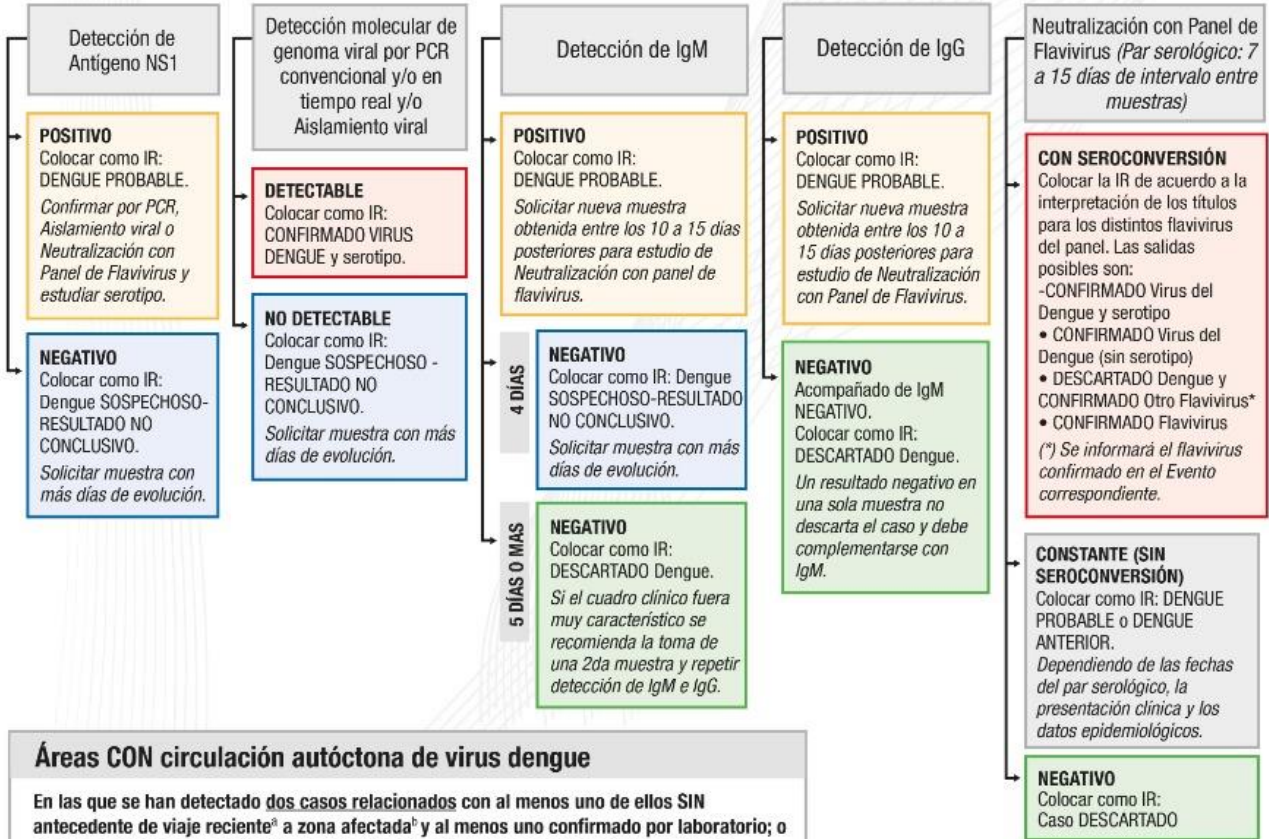 Detección de
Antígeno NS1
POSITIVO
Colocar como IR:
DENGUE PROBABLE.
Confirmar por PCR,
Aislamiento viral o
Neutralización con
Panel de Flavivirus y
estudiar serotipo.
NEGATIVO
Colocar como IR:
Dengue SOSPECHOSO-
RESULTADO NO
CONCLUSIVO.
Solicitar muestra con
más días de evolución.
Detección molecular de
genoma viral por PCR
convencional y/o en
tiempo real y/o
Aislamiento viral
DETECTABLE
Colocar como IR:
CONFIRMADO VIRUS
DENGUE y serotipo.
NO DETECTABLE
Colocar como IR:
Dengue SOSPECHOSO -
RESULTADO NO
CONCLUSIVO.
Solicitar muestra con más
días de evolución.
Detección de IgM
POSITIVO
Colocar como IR:
DENGUE PROBABLE.
Solicitar nueva muestra
obtenida entre los 10 a 15 días
posteriores para estudio de
Neutralización con panel de
flavivirus.
4 DÍAS
NEGATIVO
Colocar como IR: Dengue
SOSPECHOSO-RESULTADO
NO CONCLUSIVO.
Solicitar muestra con más
días de evolución.
5 DÍAS O MAS
NEGATIVO
Colocar como IR:
DESCARTADO Dengue.
Si el cuadro clínico fuera
muy característico se
recomienda la toma de
una 2da muestra y repetir
detección de IgM e IgG.
Detección de IgG
POSITIVO
Colocar como IR:
DENGUE PROBABLE.
Solicitar nueva muestra
obtenida entre los 10 a
15 días posteriores para
estudio de Neutralización
con Panel de Flavivirus.
NEGATIVO
Acompañado de IgM
NEGATIVO.
Colocar como IR:
DESCARTADO Dengue.
Un resultado negativo en
una sola muestra no
descarta el caso y debe
complementarse con
IgM.
Neutralización con Panel de
Flavivirus (Par serológico: 7
a 15 días de intervalo entre
muestras)
CON SEROCONVERSIÓN
Colocar la IR de acuerdo a la
interpretación de los títulos
para los distintos flavivirus
del panel. Las salidas
posibles son:
-CONFIRMADO Virus del
Dengue y serotipo
• CONFIRMADO Virus del
Dengue (sin serotipo)
• DESCARTADO Dengue y
CONFIRMADO Otro Flavivirus*
• CONFIRMADO Flavivirus
(*) Se informará el flavivirus
confirmado en el Evento
correspondiente.
CONSTANTE (SIN
SEROCONVERSIÓN)
Colocar como IR: DENGUE
PROBABLE o DENGUE
ANTERIOR.
Dependiendo de las fechas
del par serológico, la
presentación clínica y los
datos epidemiológicos.
NEGATIVO
Colocar como IR:
Caso DESCARTADO
Áreas CON circulación autóctona de virus dengue
En las que se han detectado dos casos relacionados con al menos uno de ellos SIN
antecedente de viaje recienteª a zona afectadaᵇ y al menos uno confirmado por laboratorio; o